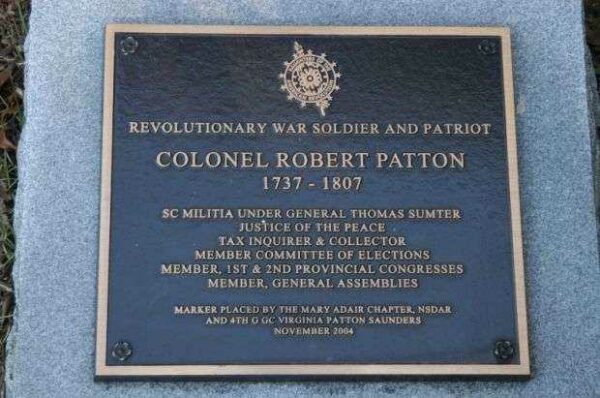 REVOLUTIONARY WAR SOLDIER AND PATRIOT
COLONEL ROBERT PATTON
1737 - 1807
SC MILITIA UNDER GENERAL THOMAS SUMTER
JUSTICE OF THE PEACE
TAX INQUIRER & COLLECTOR
MEMBER COMMITTEE OF ELECTIONS
MEMBER, 1ST & 2ND PROVINCIAL CONGRESSES
MEMBER, GENERAL ASSEMBLIES
MARKER PLACED BY THE MARY ADAIR CHAPTER, NSDAR
AND 4TH G GC VIRGINIA PATTON SAUNDERS
NOVEMBER 2004